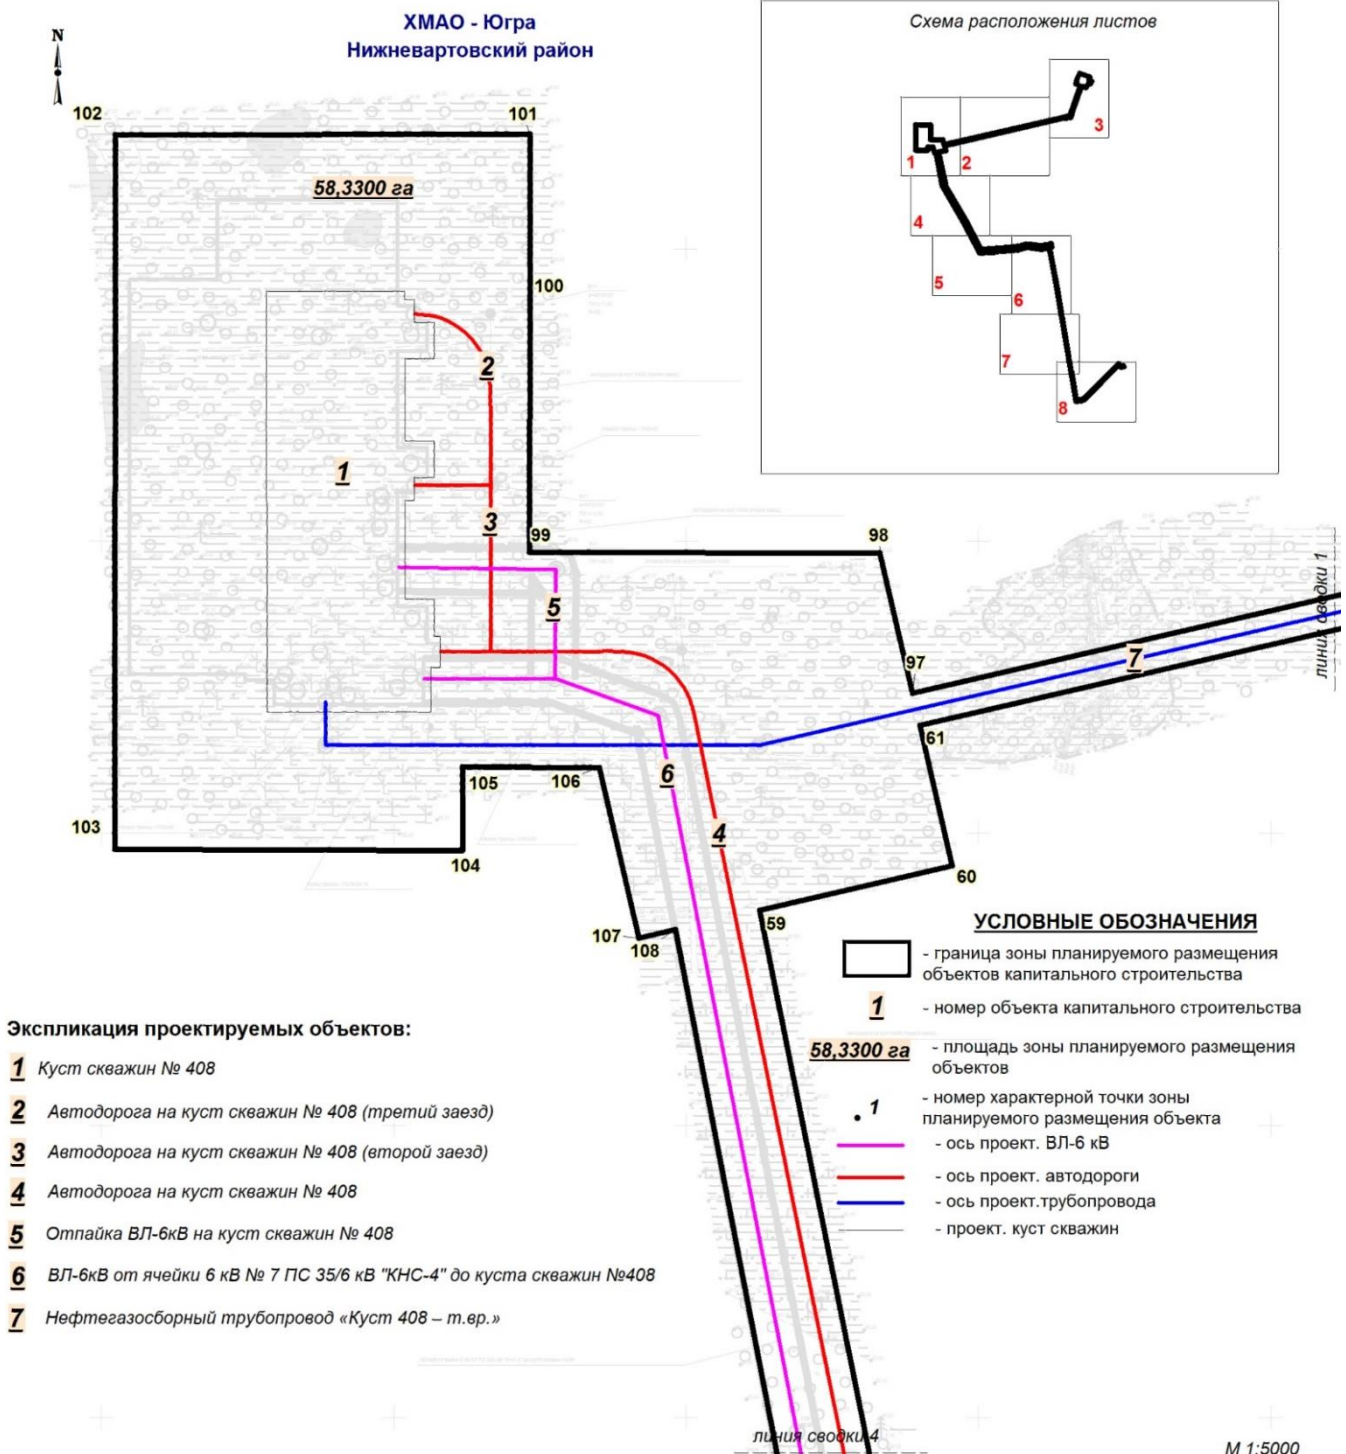 ХМАО - Югра
Нижневартовский район
N
Схема расположения листов
1
2
3
4
5
6
7
8
102
101
58,3300 га
100
2
1
3
99
98
5
97
линия сводки 1
7
61
6
105
106
4
103
104
60
59
107
108
УСЛОВНЫЕ ОБОЗНАЧЕНИЯ
- граница зоны планируемого размещения
объектов капитального строительства
1 - номер объекта капитального строительства
58,3300 га - площадь зоны планируемого размещения
объектов
1 - номер характерной точки зоны
планируемого размещения объекта
- ось проект. ВЛ-6 кВ
- ось проект. автодороги
- ось проект.трубопровода
- проект. куст скважин
Экспликация проектируемых объектов:
1 Куст скважин № 408
2 Автодорога на куст скважин № 408 (третий заезд)
3 Автодорога на куст скважин № 408 (второй заезд)
4 Автодорога на куст скважин № 408
5 Отпайка ВЛ-6кВ на куст скважин № 408
6 ВЛ-6кВ от ячейки 6 кВ № 7 ПС 35/6 кВ "КНС-4" до куста скважин №408
7 Нефтегазосборный трубопровод «Куст 408 – т.вр.»
линия сводки 4
М 1:5000